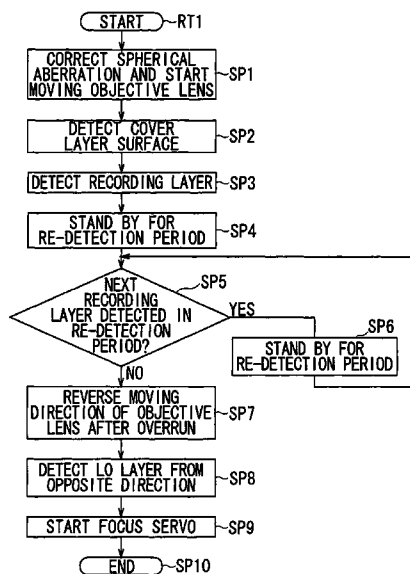 START
RT1
CORRECT SPHERICAL
ABERRATION AND START
MOVING OBJECTIVE LENS
SP1
DETECT COVER
LAYER SURFACE
SP2
DETECT RECORDING LAYER
SP3
STAND BY FOR
RE-DETECTION PERIOD
SP4
NEXT
RECORDING
LAYER DETECTED IN
RE-DETECTION
PERIOD?
SP5
YES
SP6
STAND BY FOR
RE-DETECTION PERIOD
NO
REVERSE MOVING
DIRECTION OF OBJECTIVE
LENS AFTER OVERRUN
SP7
DETECT L0 LAYER FROM
OPPOSITE DIRECTION
SP8
START FOCUS SERVO
SP9
END
SP10